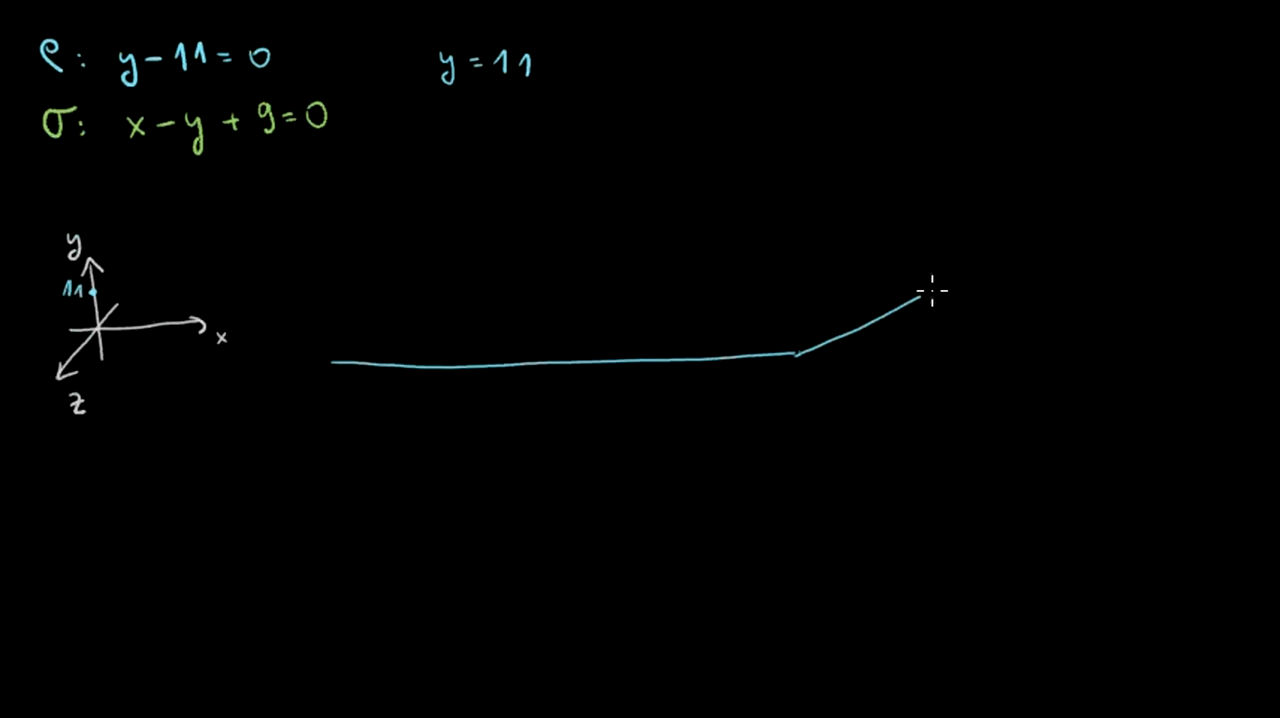 ρ: y - 11 = 0 y = 11
σ: x - y + 9 = 0
y
11
x
z